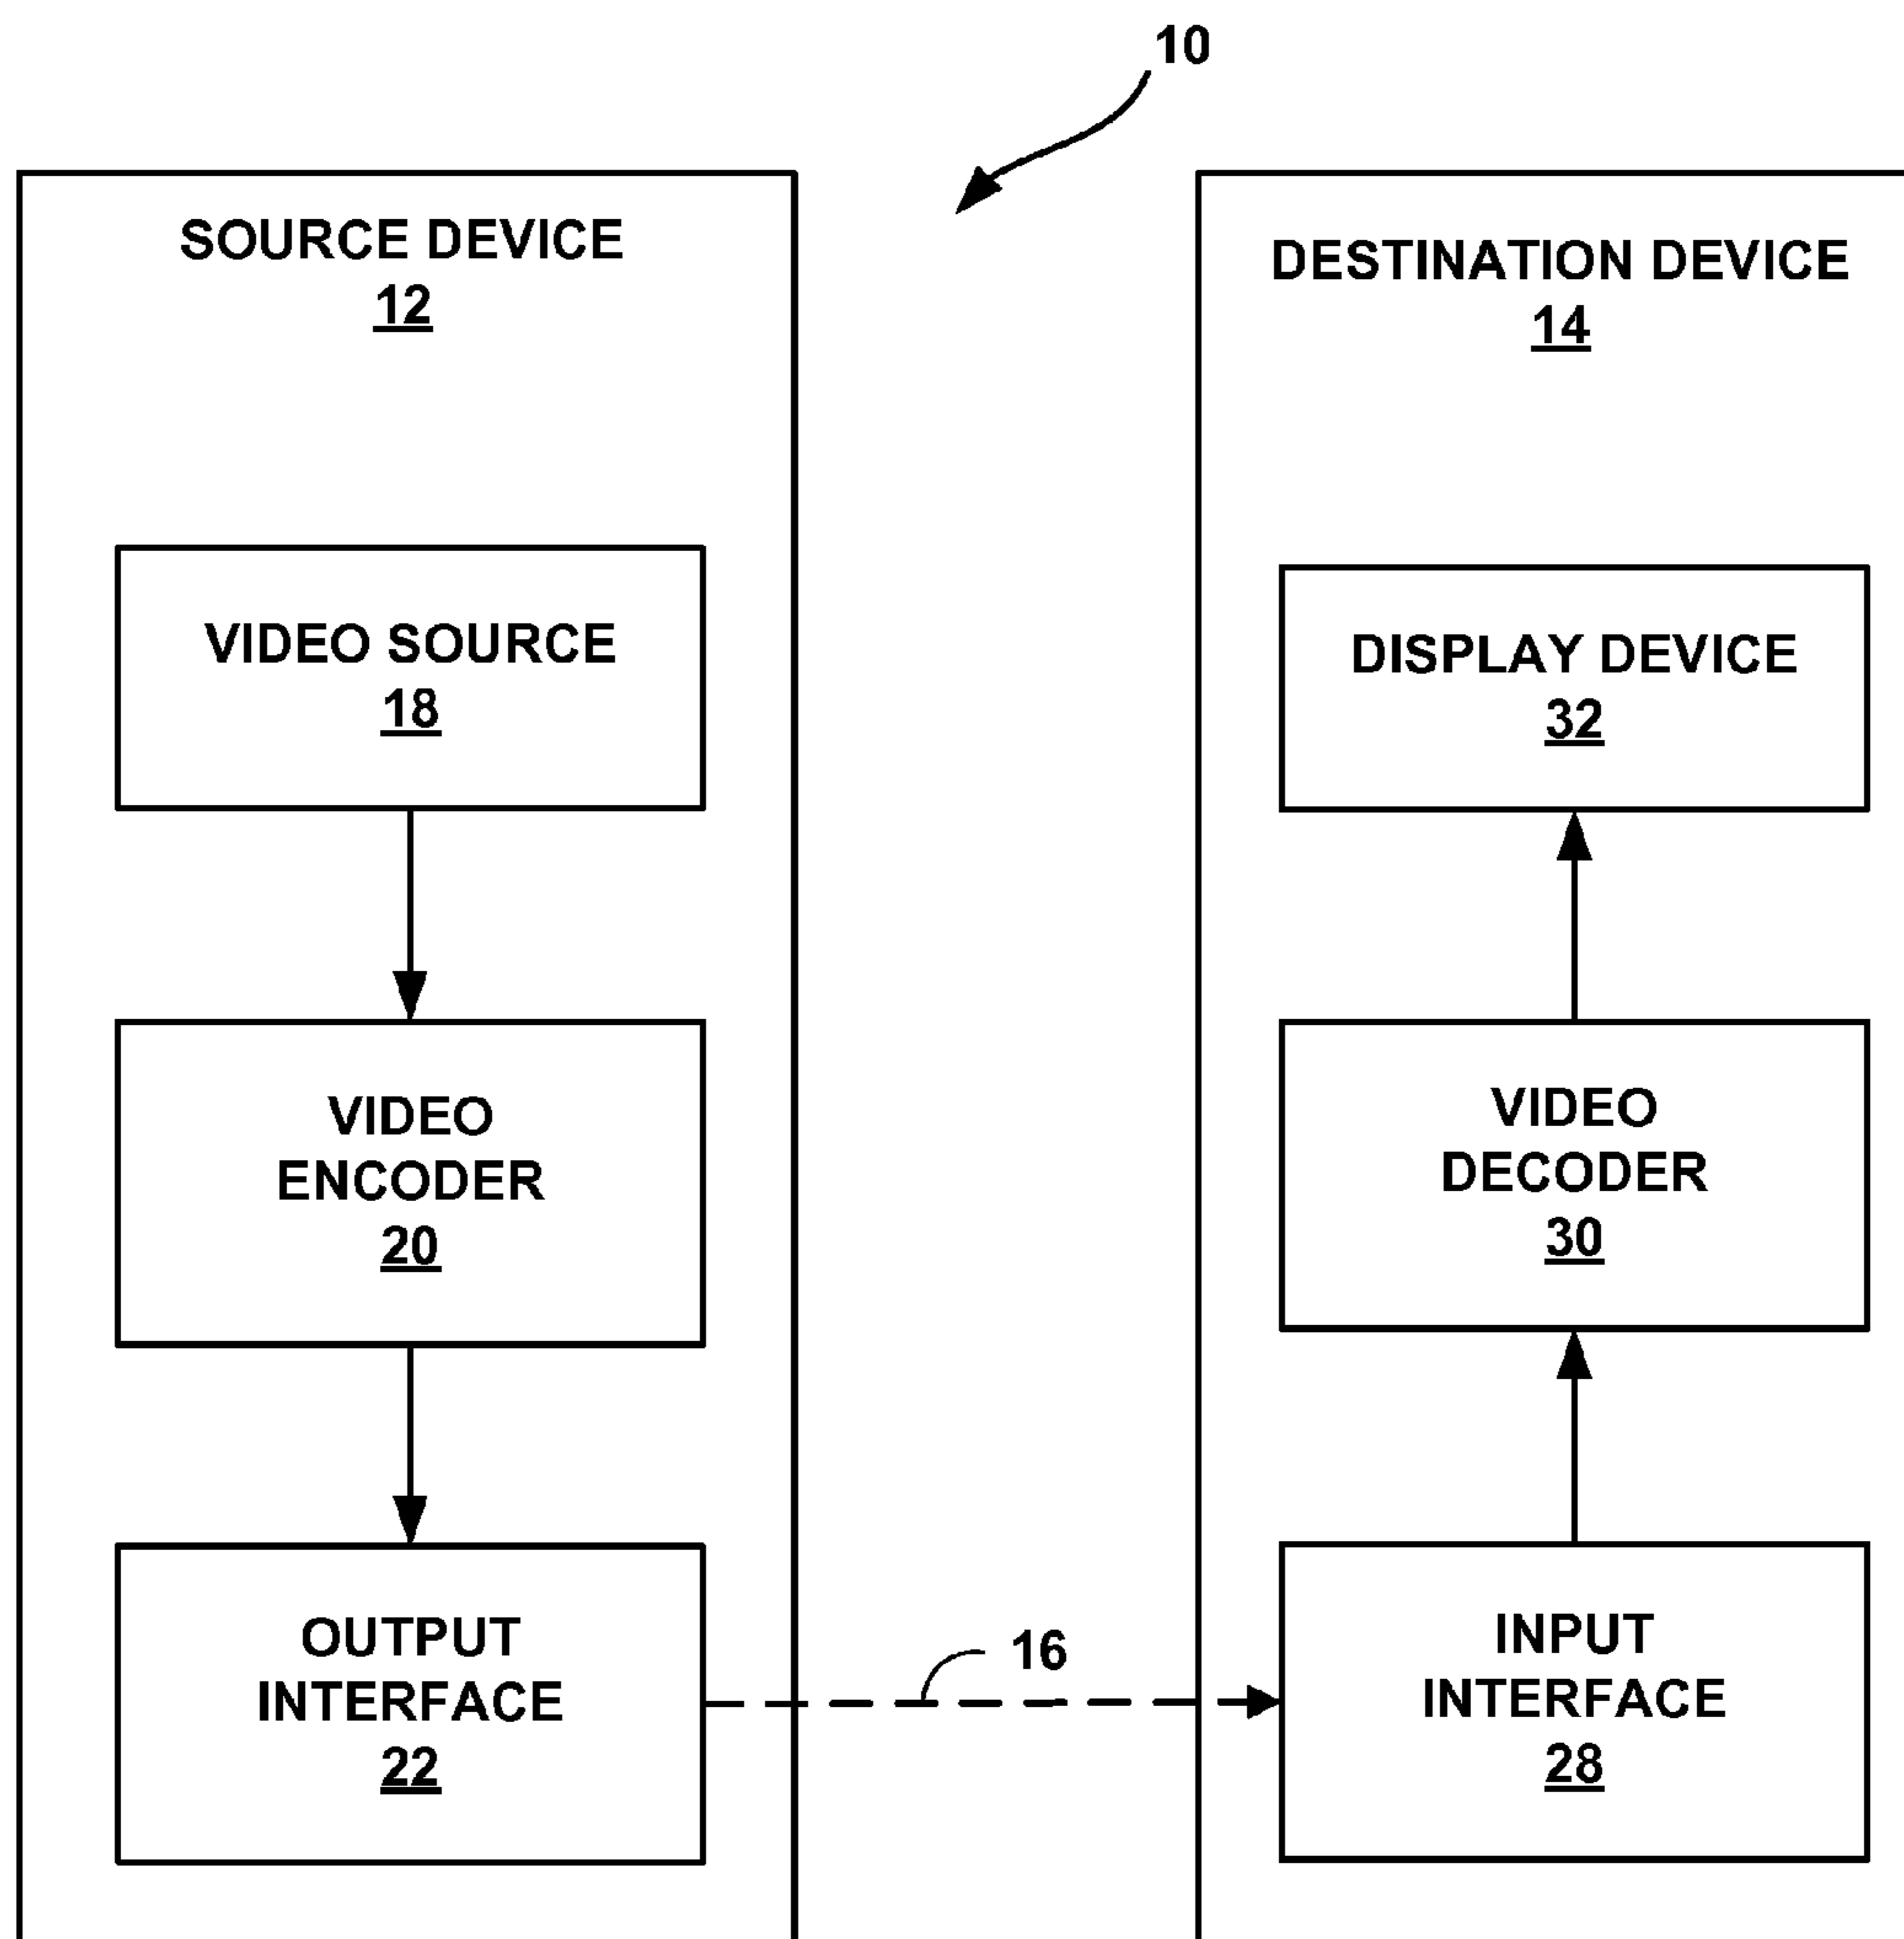 10
SOURCE DEVICE
12
VIDEO SOURCE
18
VIDEO
ENCODER
20
OUTPUT
INTERFACE
22
16
DESTINATION DEVICE
14
DISPLAY DEVICE
32
VIDEO
DECODER
30
INPUT
INTERFACE
28